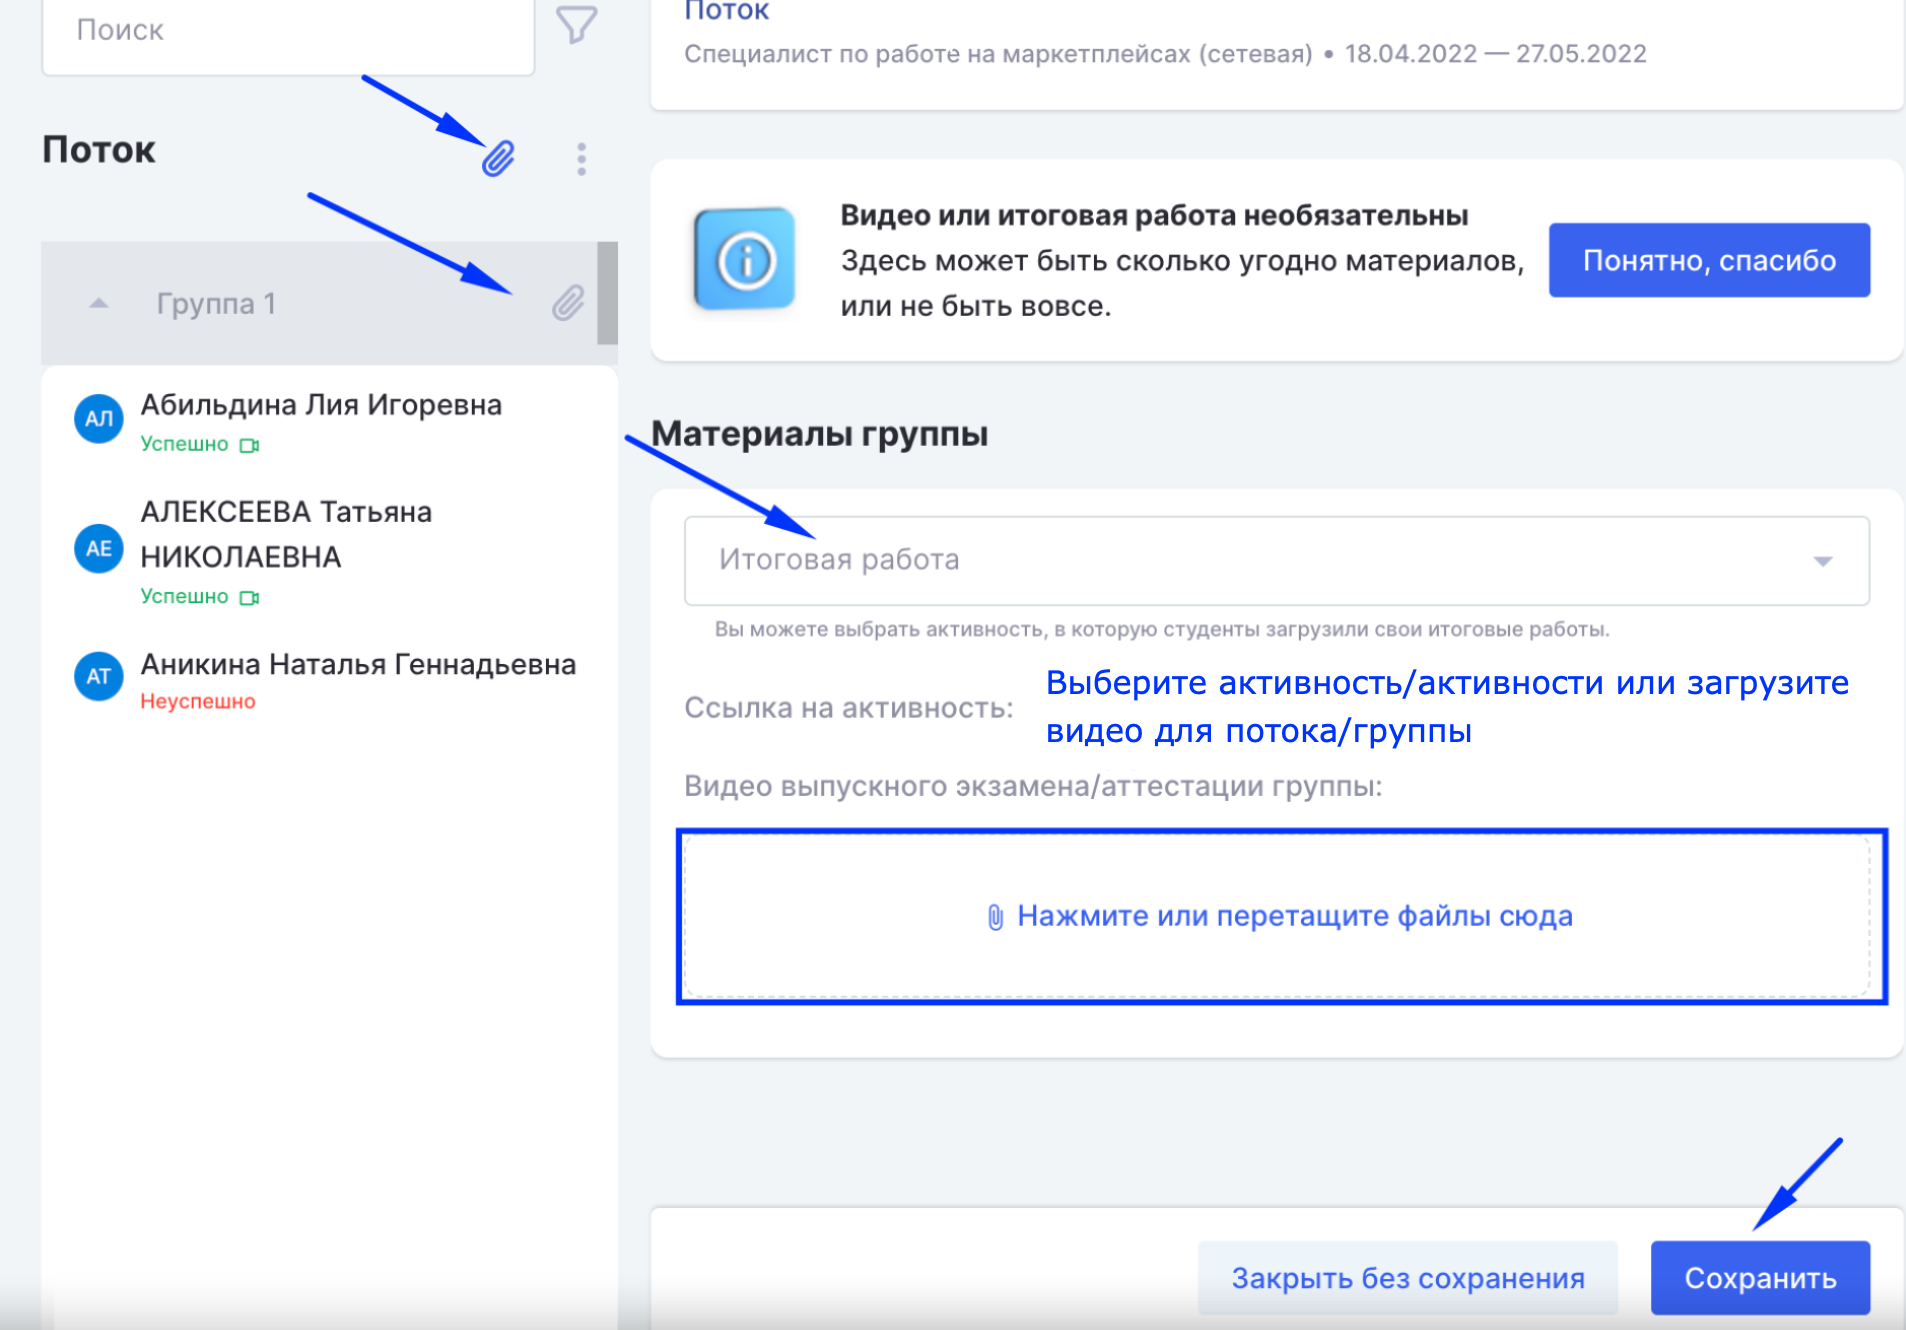 Поиск
Поток
Группа 1
АЛ
Абильдина Лия Игоревна
Успешно
АЕ
АЛЕКСЕЕВА Татьяна
НИКОЛАЕВНА
Успешно
АТ
Аникина Наталья Геннадьевна
Неуспешно
Поток
Специалист по работе на маркетплейсах (сетевая) • 18.04.2022 — 27.05.2022
Видео или итоговая работа необязательны
Здесь может быть сколько угодно материалов,
или не быть вовсе.
Понятно, спасибо
Материалы группы
Итоговая работа
Вы можете выбрать активность, в которую студенты загрузили свои итоговые работы.
Ссылка на активность:
Выберите активность/активности или загрузите
видео для потока/группы
Видео выпускного экзамена/аттестации группы:
Нажмите или перетащите файлы сюда
Закрыть без сохранения
Сохранить